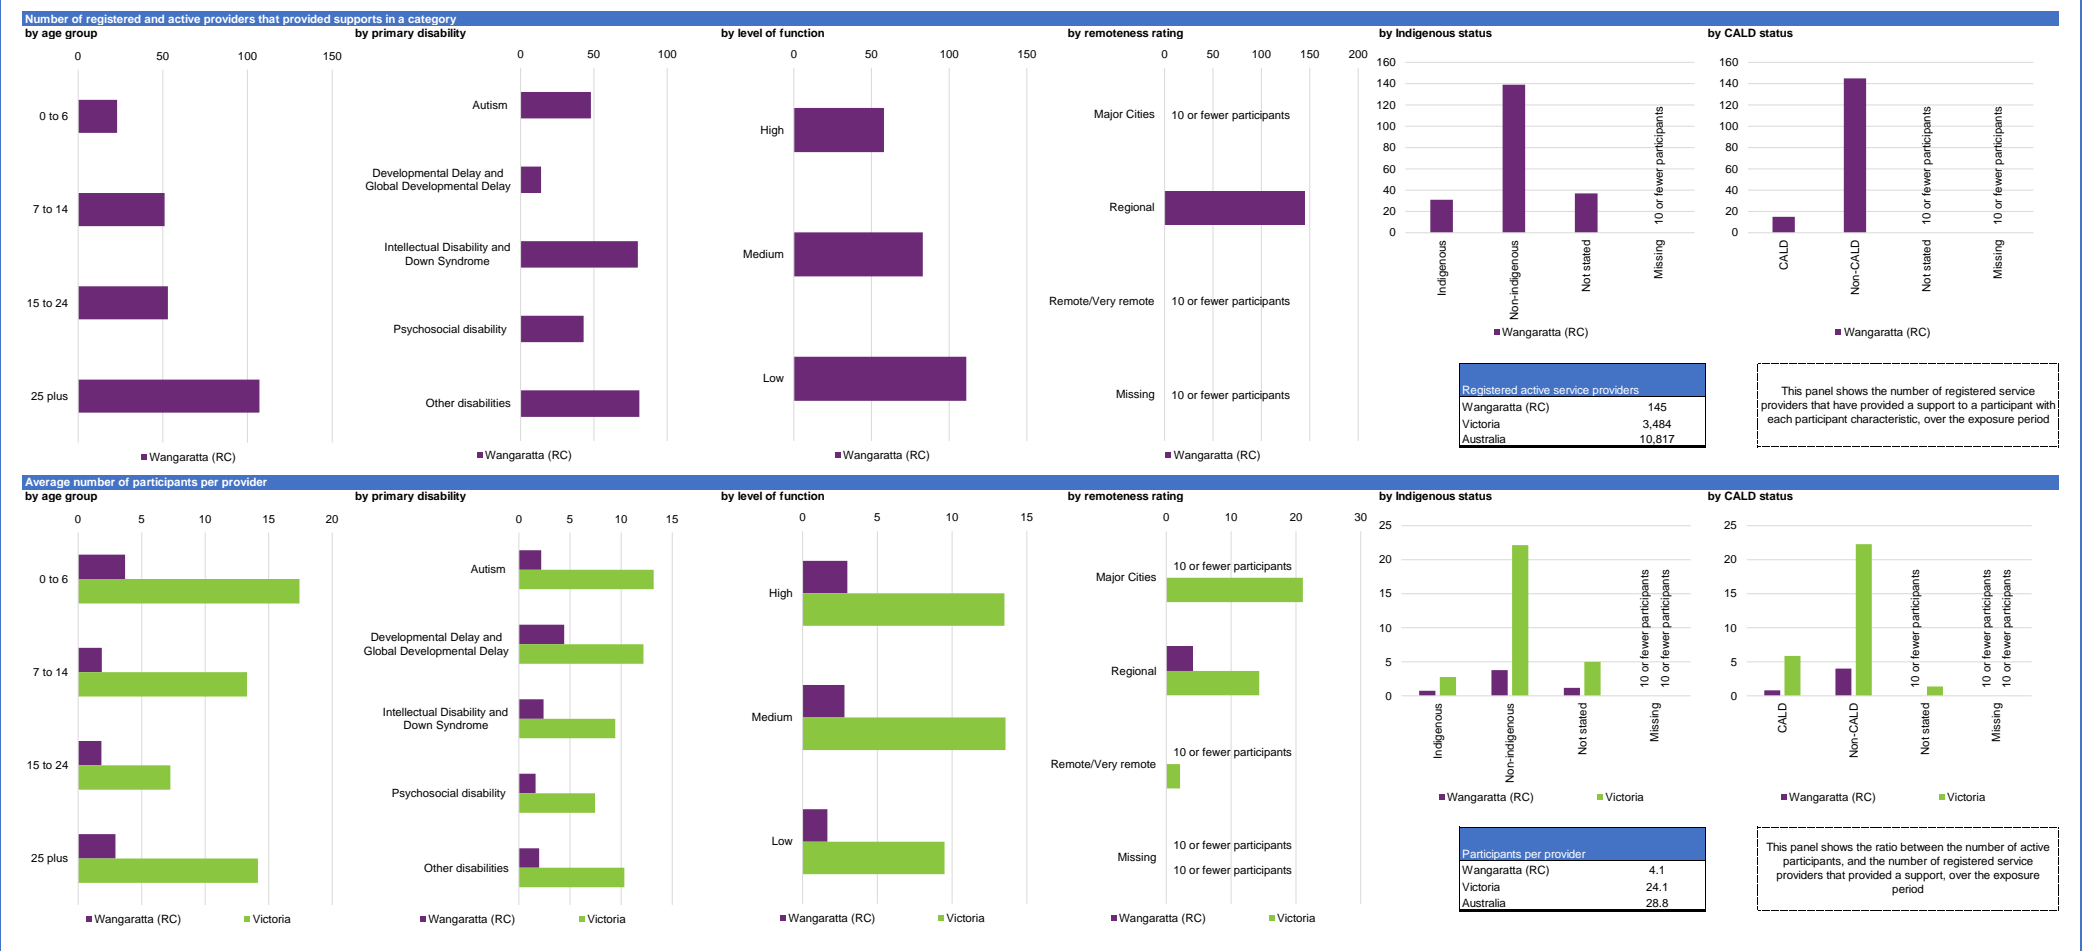 Number of registered and active providers that provided supports in a category
by age group
0 50 100 150
0 to 6
7 to 14
15 to 24
25 plus
Wangaratta (RC)
by primary disability
0 50 100
Autism
Developmental Delay and
Global Developmental Delay
Intellectual Disability and
Down Syndrome
Psychosocial disability
Other disabilities
Wangaratta (RC)
by level of function
0 50 100 150
High
Medium
Low
Wangaratta (RC)
by remoteness rating
0 50 100 150 200
Major Cities 10 or fewer participants
Regional
Remote/Very remote 10 or fewer participants
Missing 10 or fewer participants
Wangaratta (RC)
by Indigenous status
160
140
120
100
80
60
40
20
0
10 or fewer participants
Indigenous
Non-indigenous
Not stated
Missing
Wangaratta (RC)
by CALD status
160
140
120
100
80
60
40
20
0
10 or fewer participants
10 or fewer participants
CALD
Non-CALD
Not stated
Missing
Wangaratta (RC)
Registered active service providers
Wangaratta (RC) 145
Victoria 3,484
Australia 10,817
This panel shows the number of registered service
providers that have provided a support to a participant with
each participant characteristic, over the exposure period
Average number of participants per provider
by age group
0 5 10 15 20
0 to 6
7 to 14
15 to 24
25 plus
Wangaratta (RC) Victoria
by primary disability
0 5 10 15
Autism
Developmental Delay and
Global Developmental Delay
Intellectual Disability and
Down Syndrome
Psychosocial disability
Other disabilities
Wangaratta (RC) Victoria
by level of function
0 5 10 15
High
Medium
Low
Wangaratta (RC) Victoria
by remoteness rating
0 10 20 30
10 or fewer participants
Major Cities
Regional
10 or fewer participants
Remote/Very remote
10 or fewer participants
Missing
10 or fewer participants
Wangaratta (RC) Victoria
by Indigenous status
25
20
15
10
5
0
10 or fewer participants
10 or fewer participants
Indigenous
Non-indigenous
Not stated
Missing
Wangaratta (RC) Victoria
by CALD status
25
20
15
10
5
0
10 or fewer participants
10 or fewer participants
10 or fewer participants
CALD
Non-CALD
Not stated
Missing
Wangaratta (RC) Victoria
Participants per provider
Wangaratta (RC) 4.1
Victoria 24.1
Australia 28.8
This panel shows the ratio between the number of active
participants, and the number of registered service
providers that provided a support, over the exposure
period